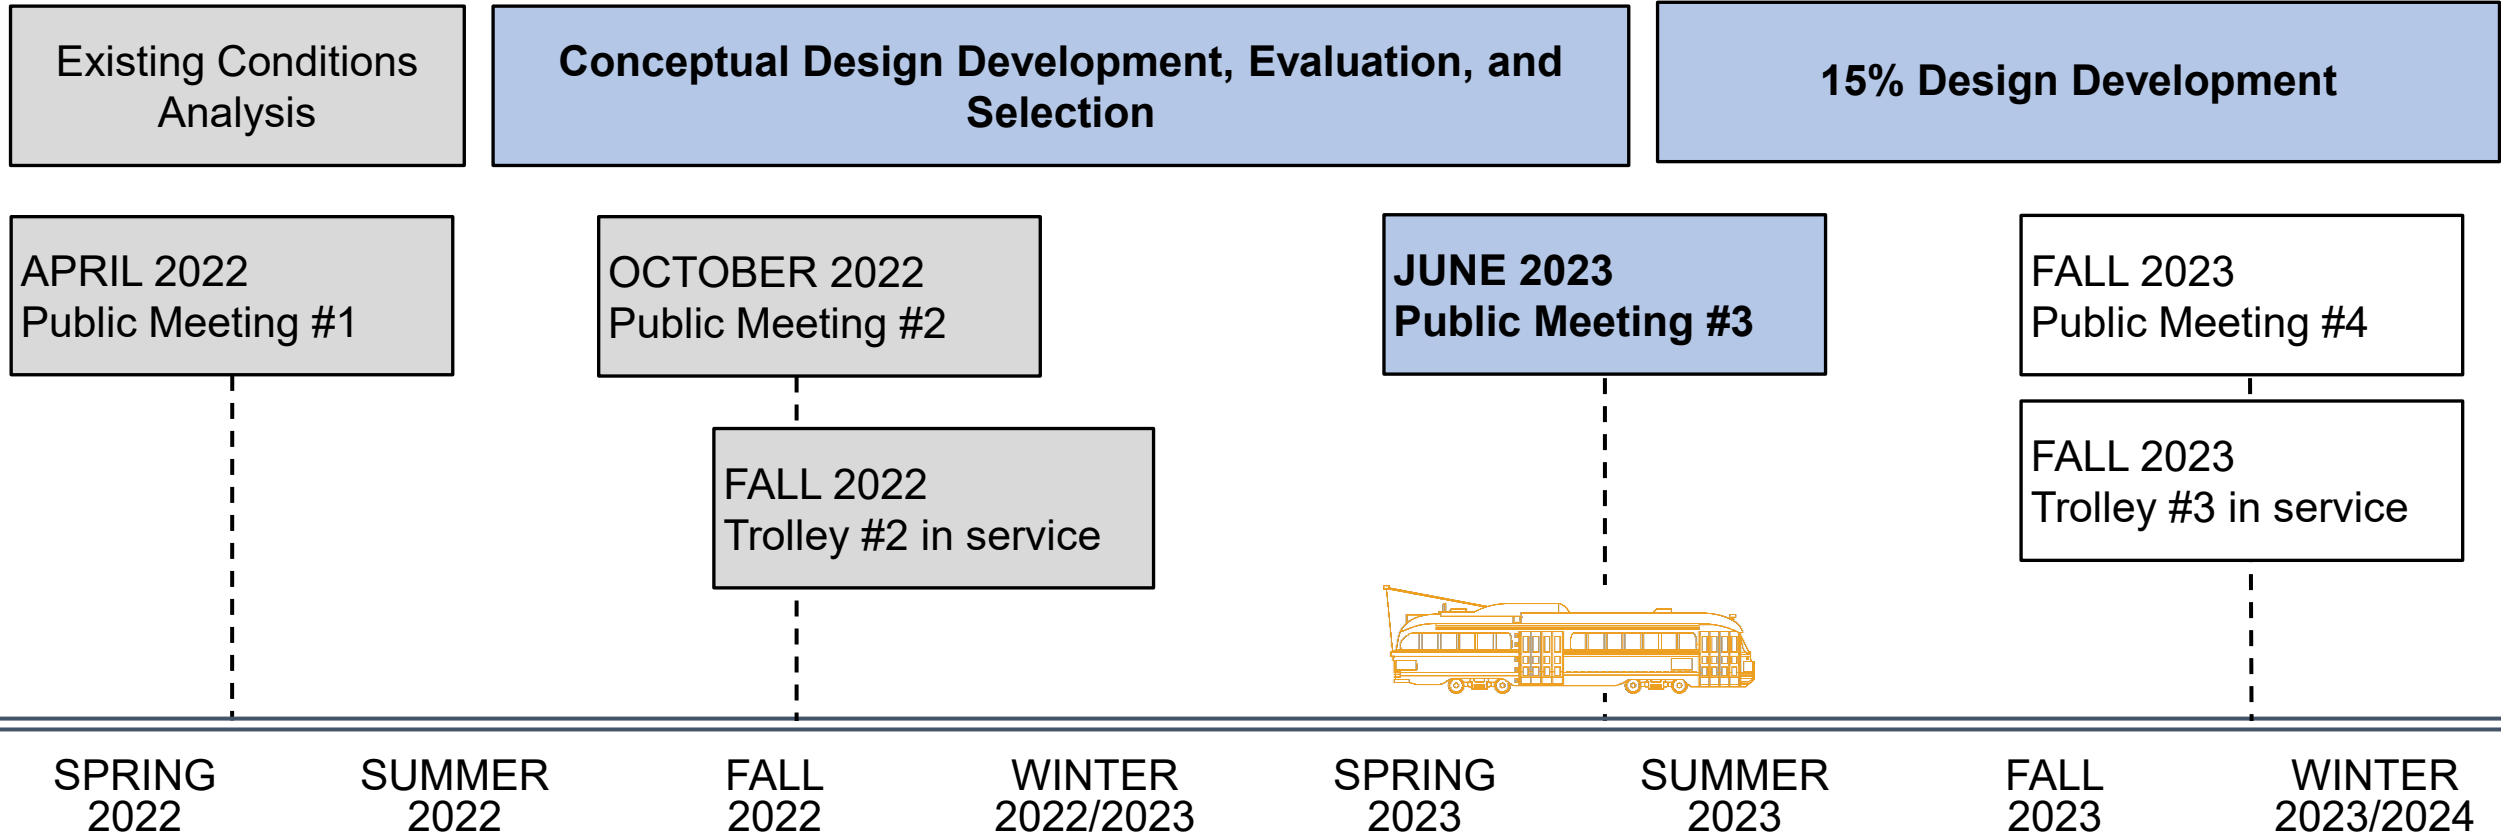 Existing Conditions
Analysis
Conceptual Design Development, Evaluation, and
Selection
15% Design Development
APRIL 2022
Public Meeting #1
OCTOBER 2022
Public Meeting #2
JUNE 2023
Public Meeting #3
FALL 2023
Public Meeting #4
FALL 2022
Trolley #2 in service
FALL 2023
Trolley #3 in service
SPRING
2022
SUMMER
2022
FALL
2022
WINTER
2022/2023
SPRING
2023
SUMMER
2023
FALL
2023
WINTER
2023/2024